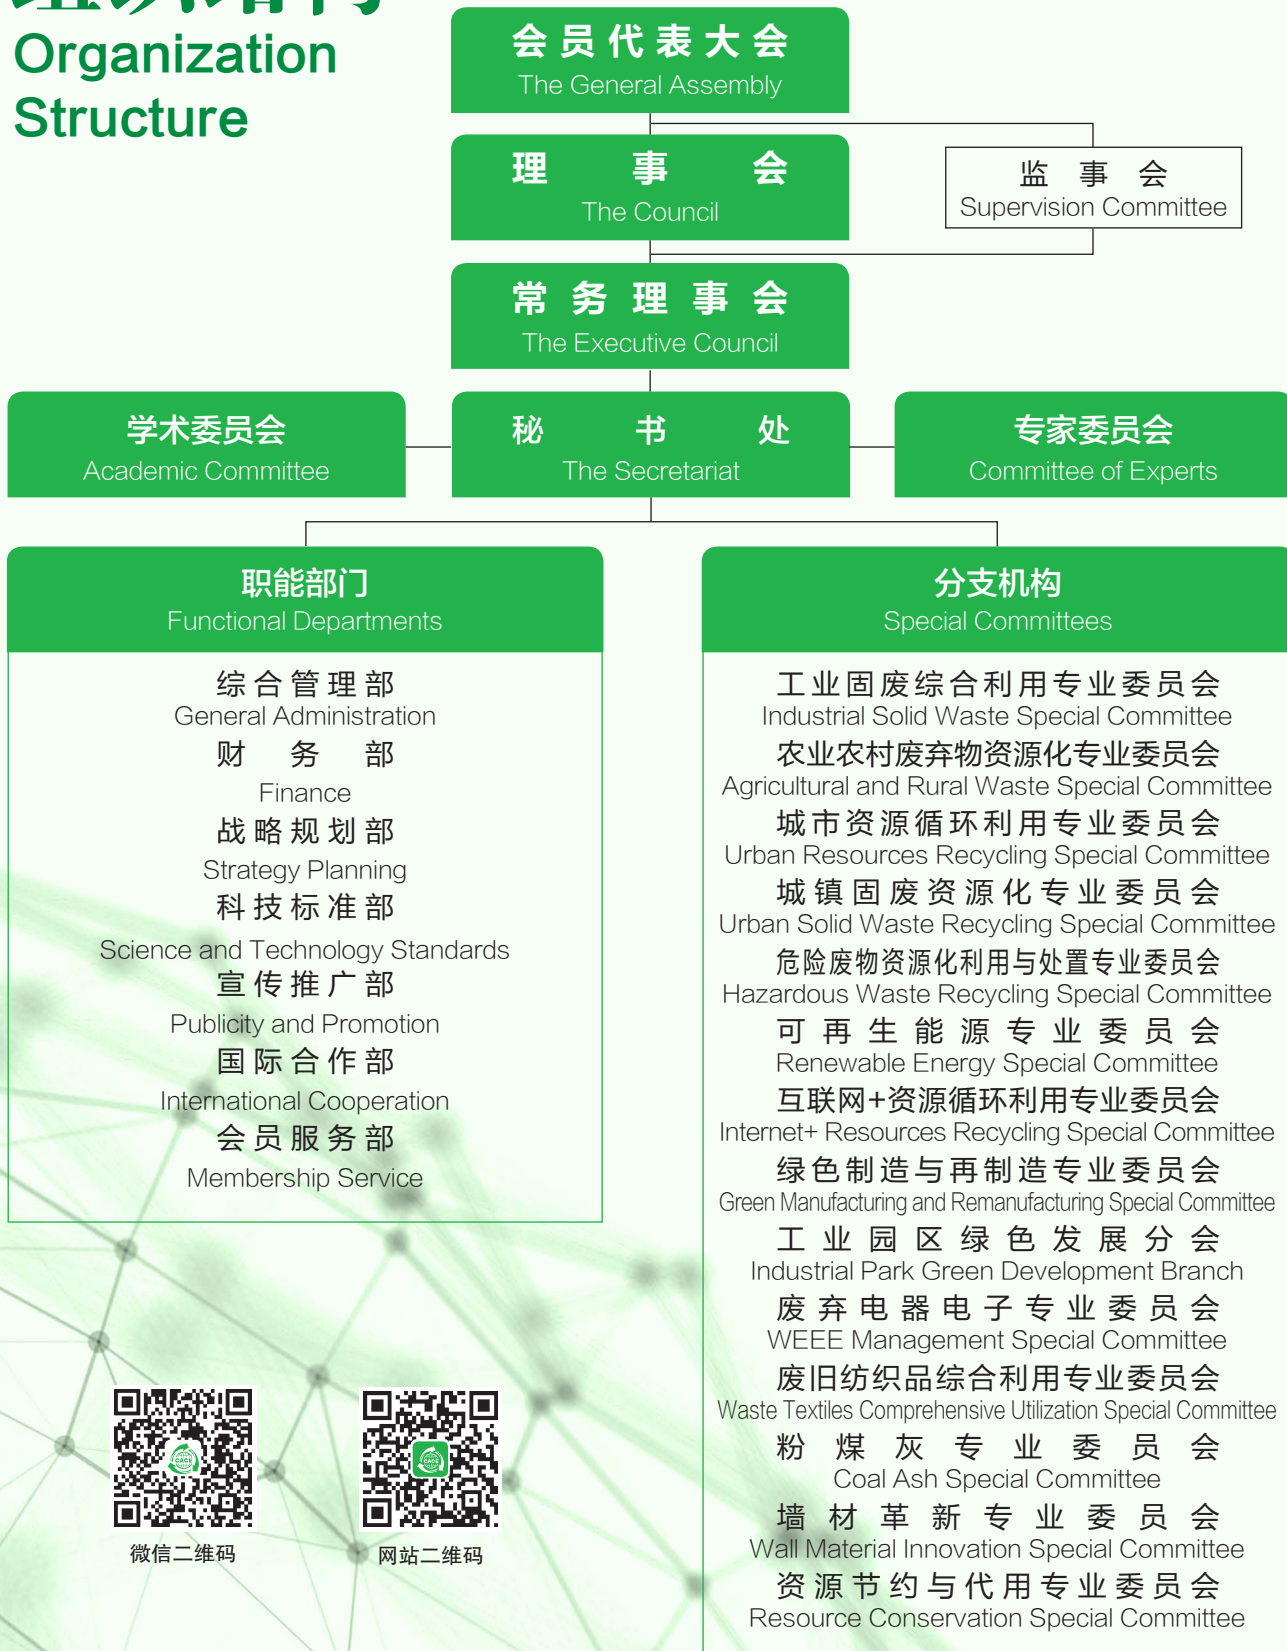 组织结构
Organization
Structure
会员代表大会
The General Assembly
理事会
The Council
监事会
Supervision Committee
常务理事会
The Executive Council
学术委员会
Academic Committee
秘书处
The Secretariat
专家委员会
Committee of Experts
职能部门
Functional Departments
综合管理部
General Administration
财务部
Finance
战略规划部
Strategy Planning
科技标准部
Science and Technology Standards
宣传推广部
Publicity and Promotion
国际合作部
International Cooperation
会员服务部
Membership Service
分支机构
Special Committees
工业固废综合利用专业委员会
Industrial Solid Waste Special Committee
农业农村废弃物资源化专业委员会
Agricultural and Rural Waste Special Committee
城市资源循环利用专业委员会
Urban Resources Recycling Special Committee
城镇固废资源化专业委员会
Urban Solid Waste Recycling Special Committee
危险废物资源化利用与处置专业委员会
Hazardous Waste Recycling Special Committee
可再生能源专业委员会
Renewable Energy Special Committee
互联网+资源循环利用专业委员会
Internet+ Resources Recycling Special Committee
绿色制造与再制造专业委员会
Green Manufacturing and Remanufacturing Special Committee
工业园区绿色发展分会
Industrial Park Green Development Branch
废弃电器电子专业委员会
WEEE Management Special Committee
废旧纺织品综合利用专业委员会
Waste Textiles Comprehensive Utilization Special Committee
粉煤灰专业委员会
Coal Ash Special Committee
墙材革新专业委员会
Wall Material Innovation Special Committee
资源节约与代用专业委员会
Resource Conservation Special Committee
CACE
微信二维码
CACE
网站二维码